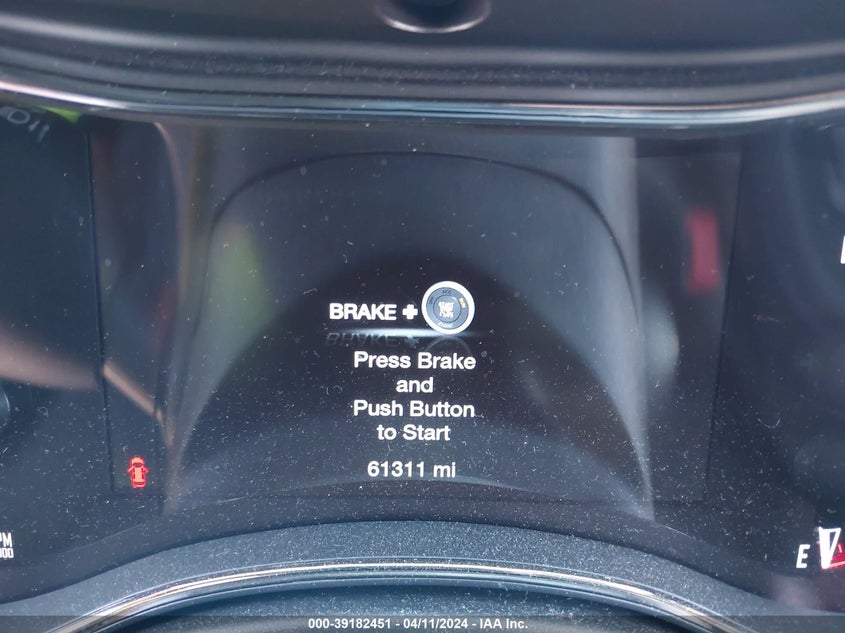 BRAKE +
Press Brake
and
Push Button
to Start
61311 mi
E
000-39182451 - 04/11/2024 - IAA Inc.